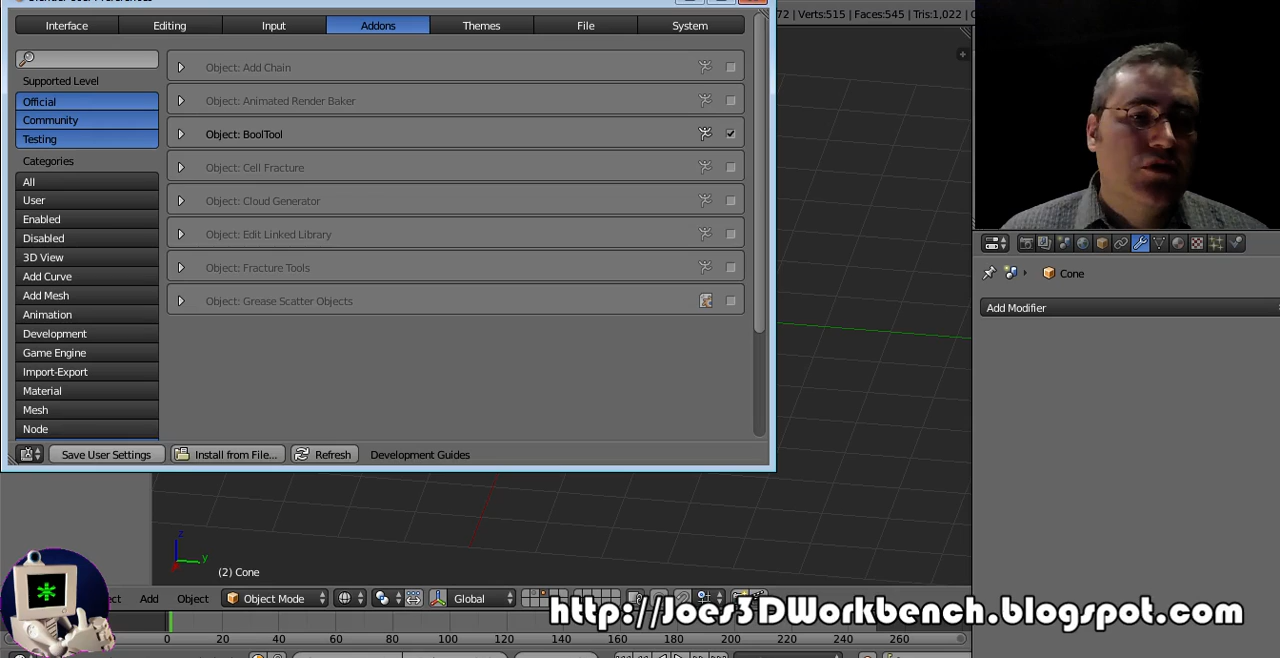 Interface Editing Input Addons Themes File System
72 | Verts:515 | Faces:545 | Tris:1,022 |
Supported Level
Official
Community
Testing
Categories
All
User
Enabled
Disabled
3D View
Add Curve
Add Mesh
Animation
Development
Game Engine
Import-Export
Material
Mesh
Node
Object: Add Chain
Object: Animated Render Baker
Object: BoolTool
Object: Cell Fracture
Object: Cloud Generator
Object: Edit Linked Library
Object: Fracture Tools
Object: Grease Scatter Objects
Save User Settings Install from File... Refresh Development Guides
Cone
Add Modifier
z
y
(2) Cone
Add Object Object Mode Global
http://Joes3DWorkbench.blogspot.com
0 20 40 60 80 100 120 140 160 180 200 220 240 260